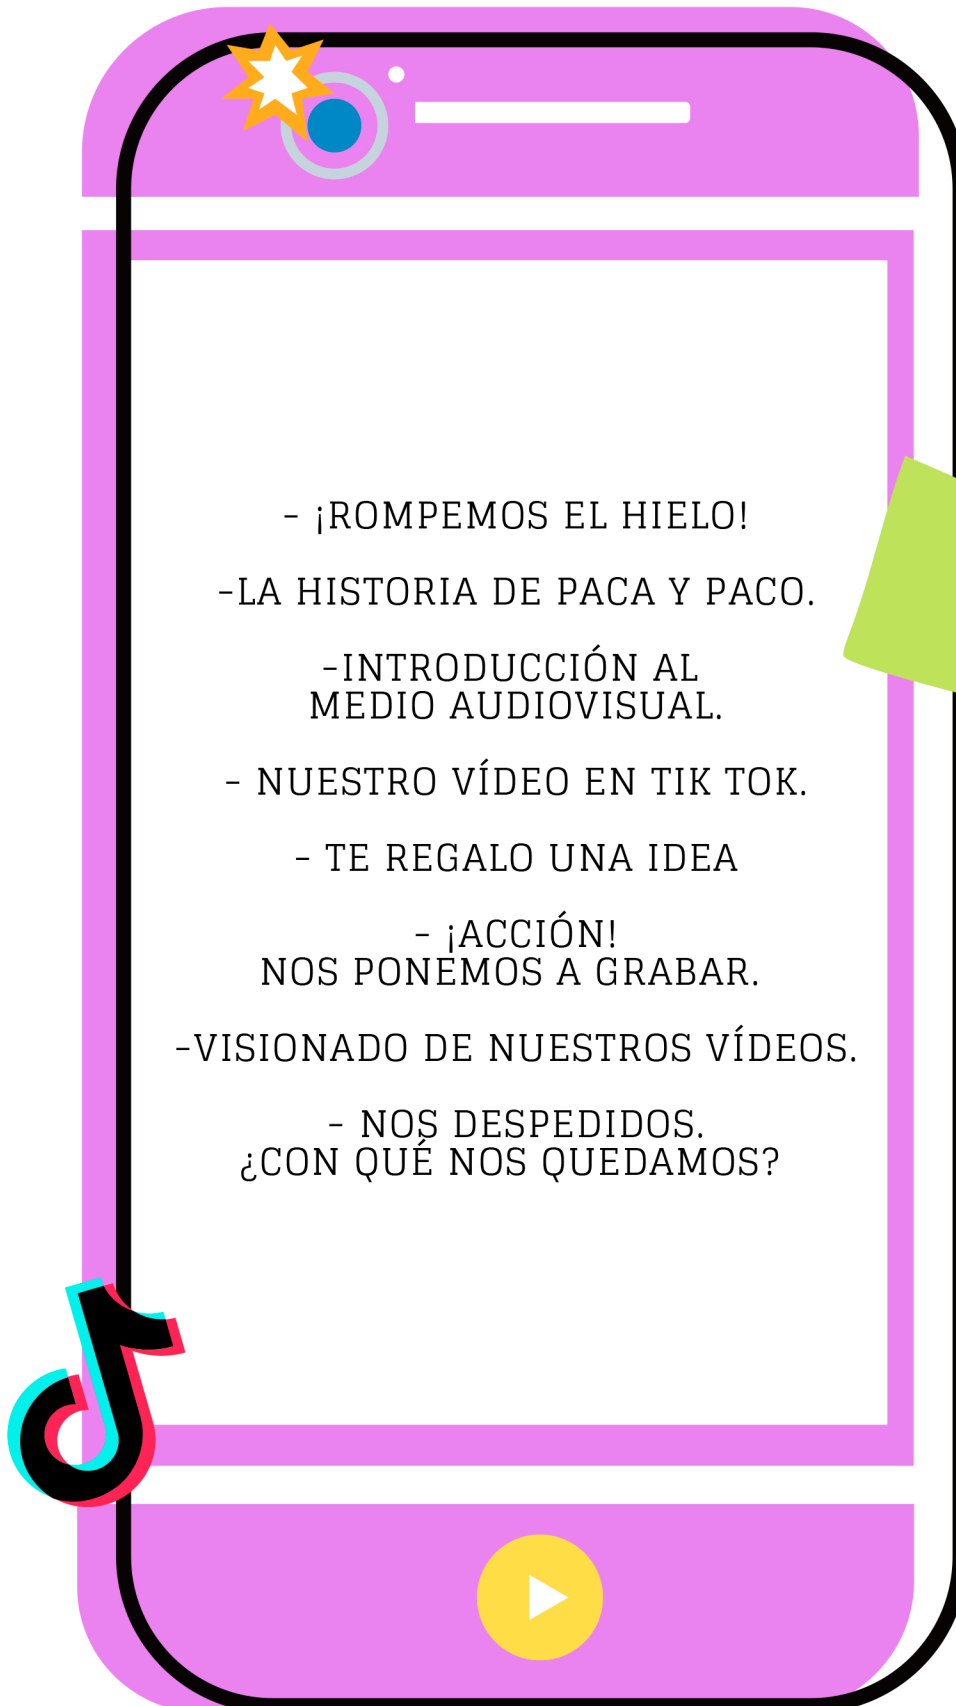 - ¡ROMPEMOS EL HIELO!
-LA HISTORIA DE PACA Y PACO.
-INTRODUCCIÓN AL
MEDIO AUDIOVISUAL.
- NUESTRO VÍDEO EN TIK TOK.
- TE REGALO UNA IDEA
- ¡ACCIÓN!
NOS PONEMOS A GRABAR.
-VISIONADO DE NUESTROS VÍDEOS.
- NOS DESPEDIDOS.
¿CON QUÉ NOS QUEDAMOS?